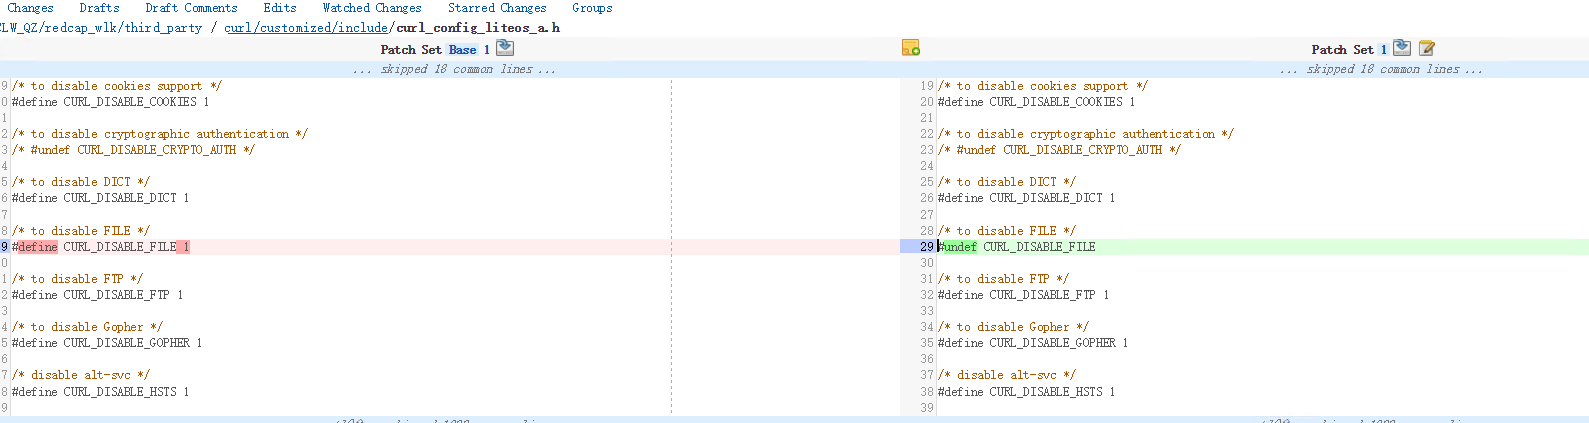 Changes Drafts Draft Comments Edits Watched Changes Starred Changes Groups
CLW_QZ/redcap_wlk/third_party / curl/customized/include/curl_config_liteos_a.h
Patch Set Base 1 Patch Set 1
... skipped 18 common lines ... ... skipped 18 common lines ...
9 /* to disable cookies support */ 19 /* to disable cookies support */
0 #define CURL_DISABLE_COOKIES 1 20 #define CURL_DISABLE_COOKIES 1
1 21
2 /* to disable cryptographic authentication */ 22 /* to disable cryptographic authentication */
3 /* #undef CURL_DISABLE_CRYPTO_AUTH */ 23 /* #undef CURL_DISABLE_CRYPTO_AUTH */
4 24
5 /* to disable DICT */ 25 /* to disable DICT */
6 #define CURL_DISABLE_DICT 1 26 #define CURL_DISABLE_DICT 1
7 27
8 /* to disable FILE */ 28 /* to disable FILE */
9 #define CURL_DISABLE_FILE 1 29 #undef CURL_DISABLE_FILE
0 30
1 /* to disable FTP */ 31 /* to disable FTP */
2 #define CURL_DISABLE_FTP 1 32 #define CURL_DISABLE_FTP 1
3 33
4 /* to disable Gopher */ 34 /* to disable Gopher */
5 #define CURL_DISABLE_GOPHER 1 35 #define CURL_DISABLE_GOPHER 1
6 36
7 /* disable alt-svc */ 37 /* disable alt-svc */
8 #define CURL_DISABLE_HSTS 1 38 #define CURL_DISABLE_HSTS 1
9 39